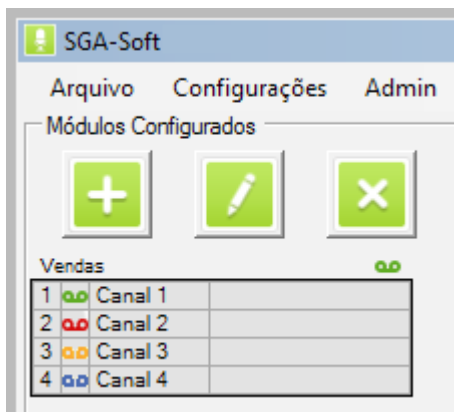 SGA-Soft
Arquivo Configurações Admin
Módulos Configurados
Vendas
1 Canal 1
2 Canal 2
3 Canal 3
4 Canal 4